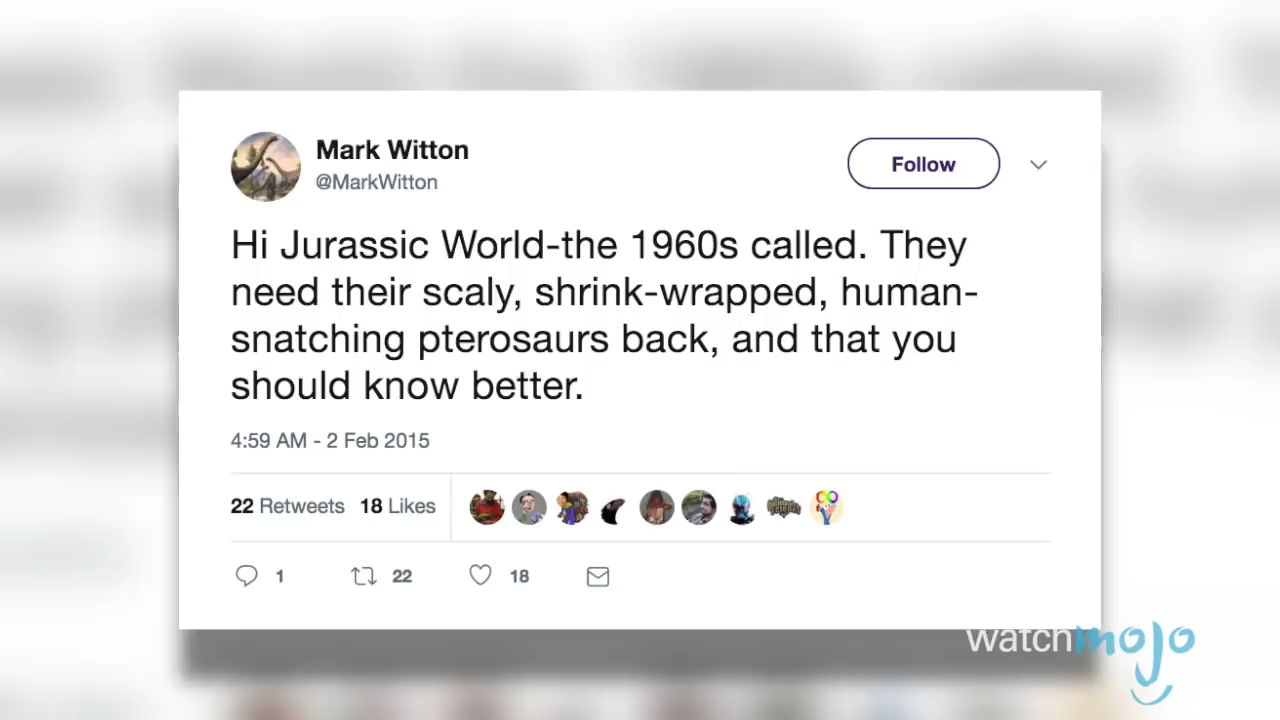 Mark Witton
@MarkWitton
Follow
Hi Jurassic World-the 1960s called. They
need their scaly, shrink-wrapped, human-
snatching pterosaurs back, and that you
should know better.
4:59 AM - 2 Feb 2015
22 Retweets 18 Likes
1 22 18
watchmojo